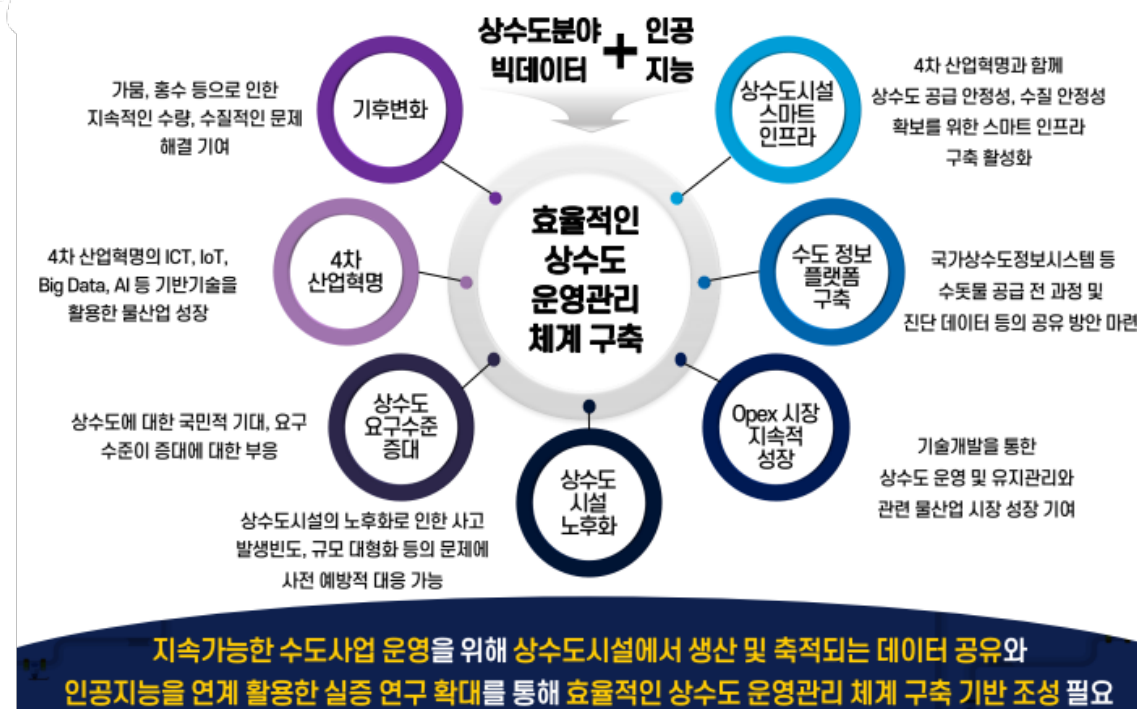 상수도분야 + 인공
빅데이터 지능
기후변화
가뭄, 홍수 등으로 인한
지속적인 수량, 수질적인 문제
해결 기여
상수도시설
스마트
인프라
4차 산업혁명과 함께
상수도 공급 안정성, 수질 안정성
확보를 위한 스마트 인프라
구축 활성화
효율적인
상수도
운영관리
체계 구축
4차
산업혁명
4차 산업혁명의 ICT, IoT,
Big Data, AI 등 기반기술을
활용한 물산업 성장
수도 정보
플랫폼
구축
국가상수도정보시스템 등
수돗물 공급 전 과정 및
진단 데이터 등의 공유 방안 마련
상수도
요구수준
증대
상수도에 대한 국민적 기대, 요구
수준이 증대에 대한 부응
Opex 시장
지속적
성장
기술개발을 통한
상수도 운영 및 유지관리와
관련 물산업 시장 성장 기여
상수도
시설
노후화
상수도시설의 노후화로 인한 사고
발생빈도, 규모 대형화 등의 문제에
사전 예방적 대응 가능
지속가능한 수도사업 운영을 위해 상수도시설에서 생산 및 축적되는 데이터 공유와
인공지능을 연계 활용한 실증 연구 확대를 통해 효율적인 상수도 운영관리 체계 구축 기반 조성 필요